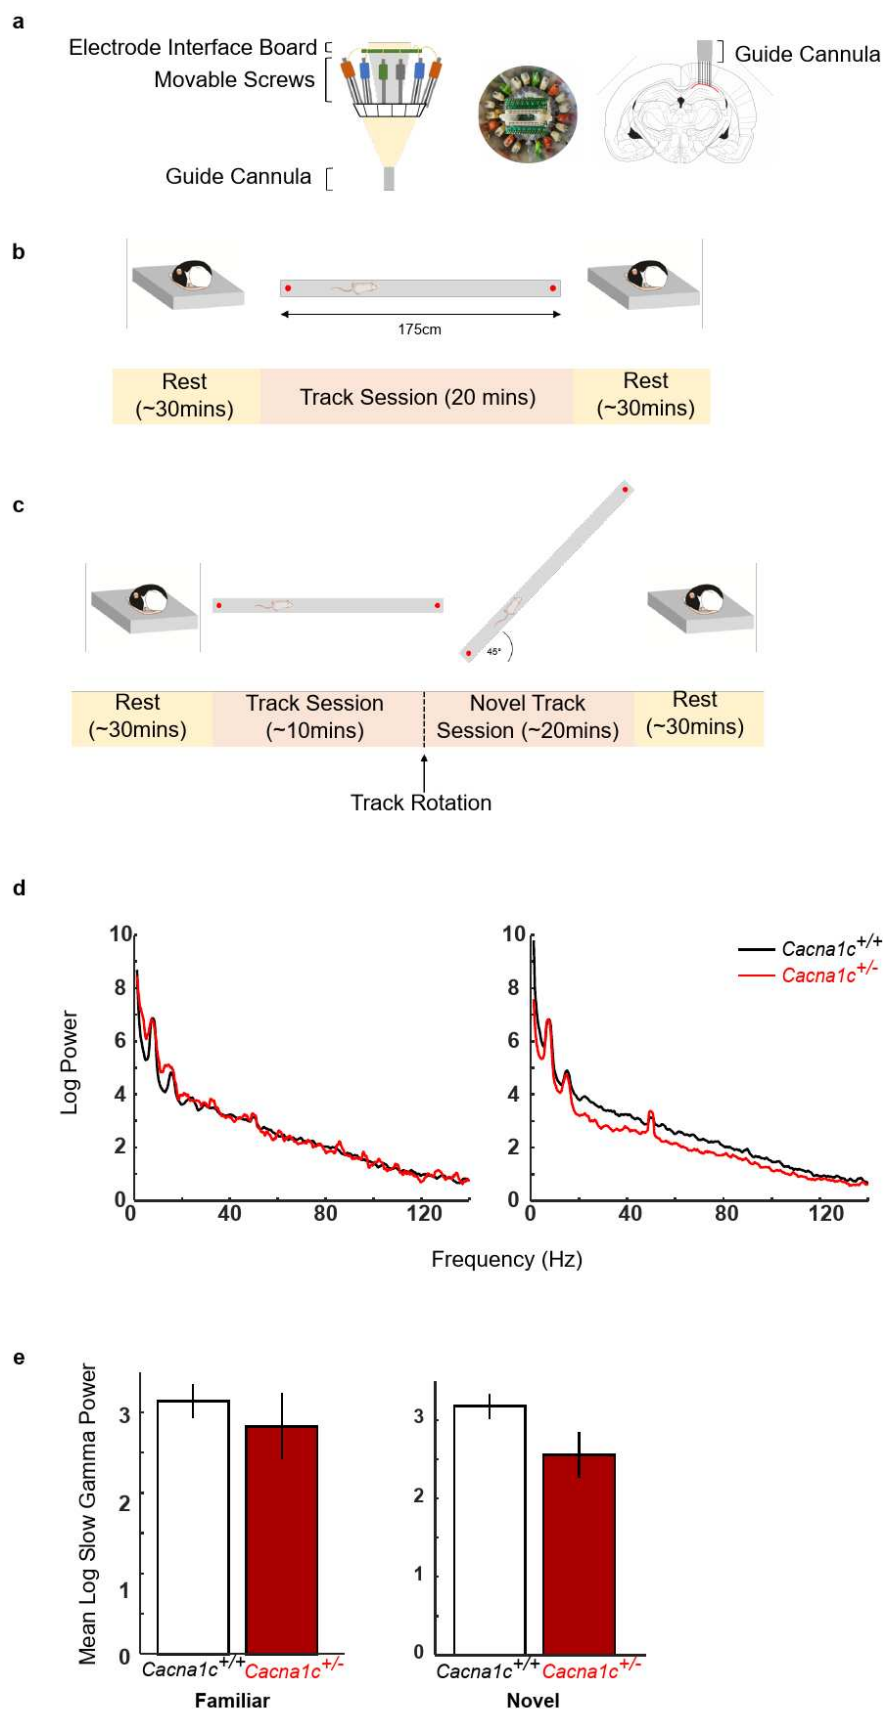 a
Electrode Interface Board
Movable Screws
Guide Cannula
Guide Cannula
b
175cm
Rest
(~30mins)
Track Session (20 mins)
Rest
(~30mins)
c
45°
Rest
(~30mins)
Track Session
(~10mins)
Novel Track
Session (~20mins)
Rest
(~30mins)
Track Rotation
d
Log Power
10
8
6
4
2
0
0
40
80
120
10
8
6
4
2
0
0
40
80
120
Cacna1c+/+
Cacna1c+/-
Frequency (Hz)
e
Mean Log Slow Gamma Power
3
2
1
0
Cacna1c+/+
Cacna1c+/-
Familiar
3
2
1
0
Cacna1c+/+
Cacna1c+/-
Novel